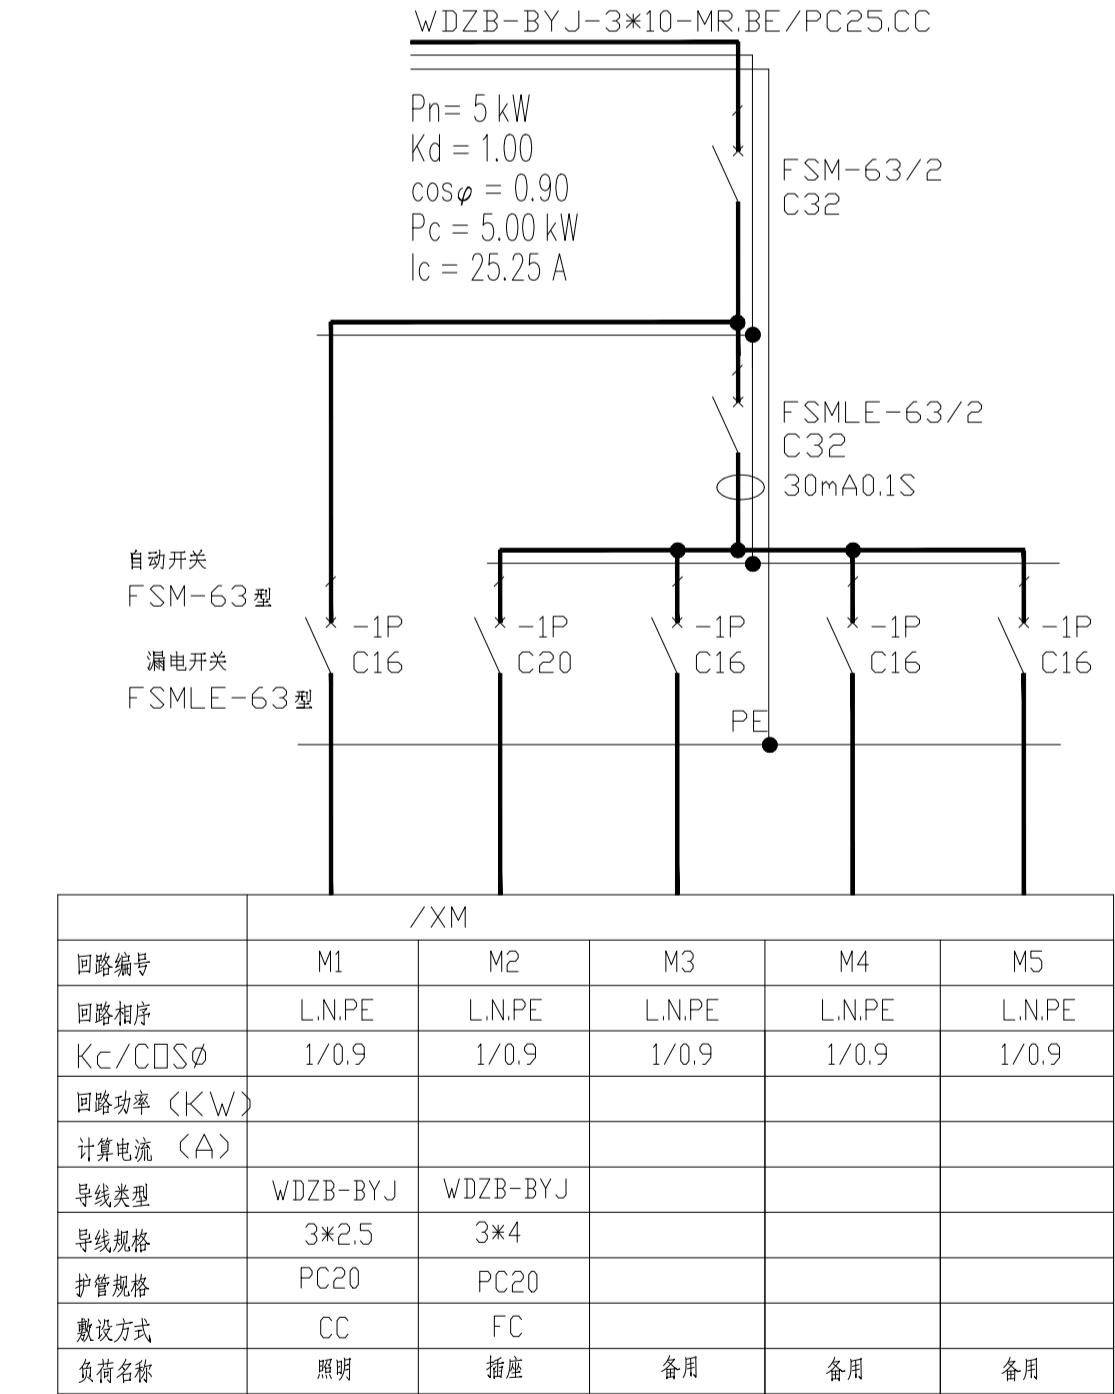 WDZB-BYJ-3*10-MR.BE/PC25.CC
Pn= 5 kW
Kd = 1.00
cosφ = 0.90
Pc = 5.00 kW
Ic = 25.25 A
FSM-63/2
C32
FSMLE-63/2
C32
30mA0.1S
自动开关
FSM-63型
漏电开关
FSMLE-63型
-1P
C16
-1P
C20
-1P
C16
-1P
C16
-1P
C16
PE
/XM
回路编号 M1 M2 M3 M4 M5
回路相序 L.N.PE L.N.PE L.N.PE L.N.PE L.N.PE
Kc/COSø 1/0.9 1/0.9 1/0.9 1/0.9 1/0.9
回路功率 (KW)
计算电流 (A)
导线类型 WDZB-BYJ WDZB-BYJ
导线规格 3*2.5 3*4
护管规格 PC20 PC20
敷设方式 CC FC
负荷名称 照明 插座 备用 备用 备用